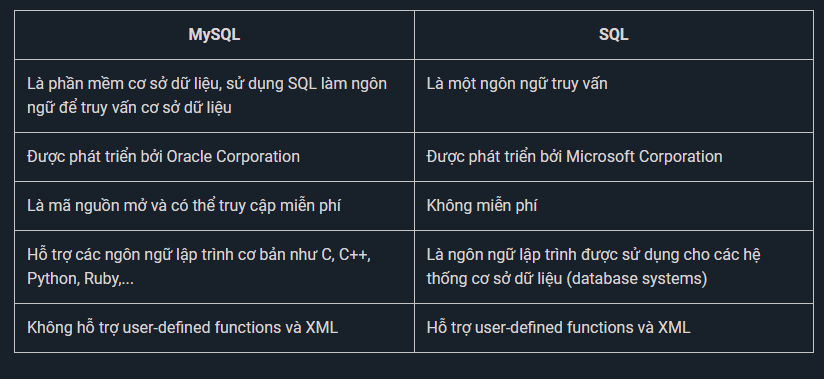 MySQL
SQL
Là phần mềm cơ sở dữ liệu, sử dụng SQL làm ngôn
ngữ để truy vấn cơ sở dữ liệu
Là một ngôn ngữ truy vấn
Được phát triển bởi Oracle Corporation
Được phát triển bởi Microsoft Corporation
Là mã nguồn mở và có thể truy cập miễn phí
Không miễn phí
Hỗ trợ các ngôn ngữ lập trình cơ bản như C, C++,
Python, Ruby,...
Là ngôn ngữ lập trình được sử dụng cho các hệ
thống cơ sở dữ liệu (database systems)
Không hỗ trợ user-defined functions và XML
Hỗ trợ user-defined functions và XML